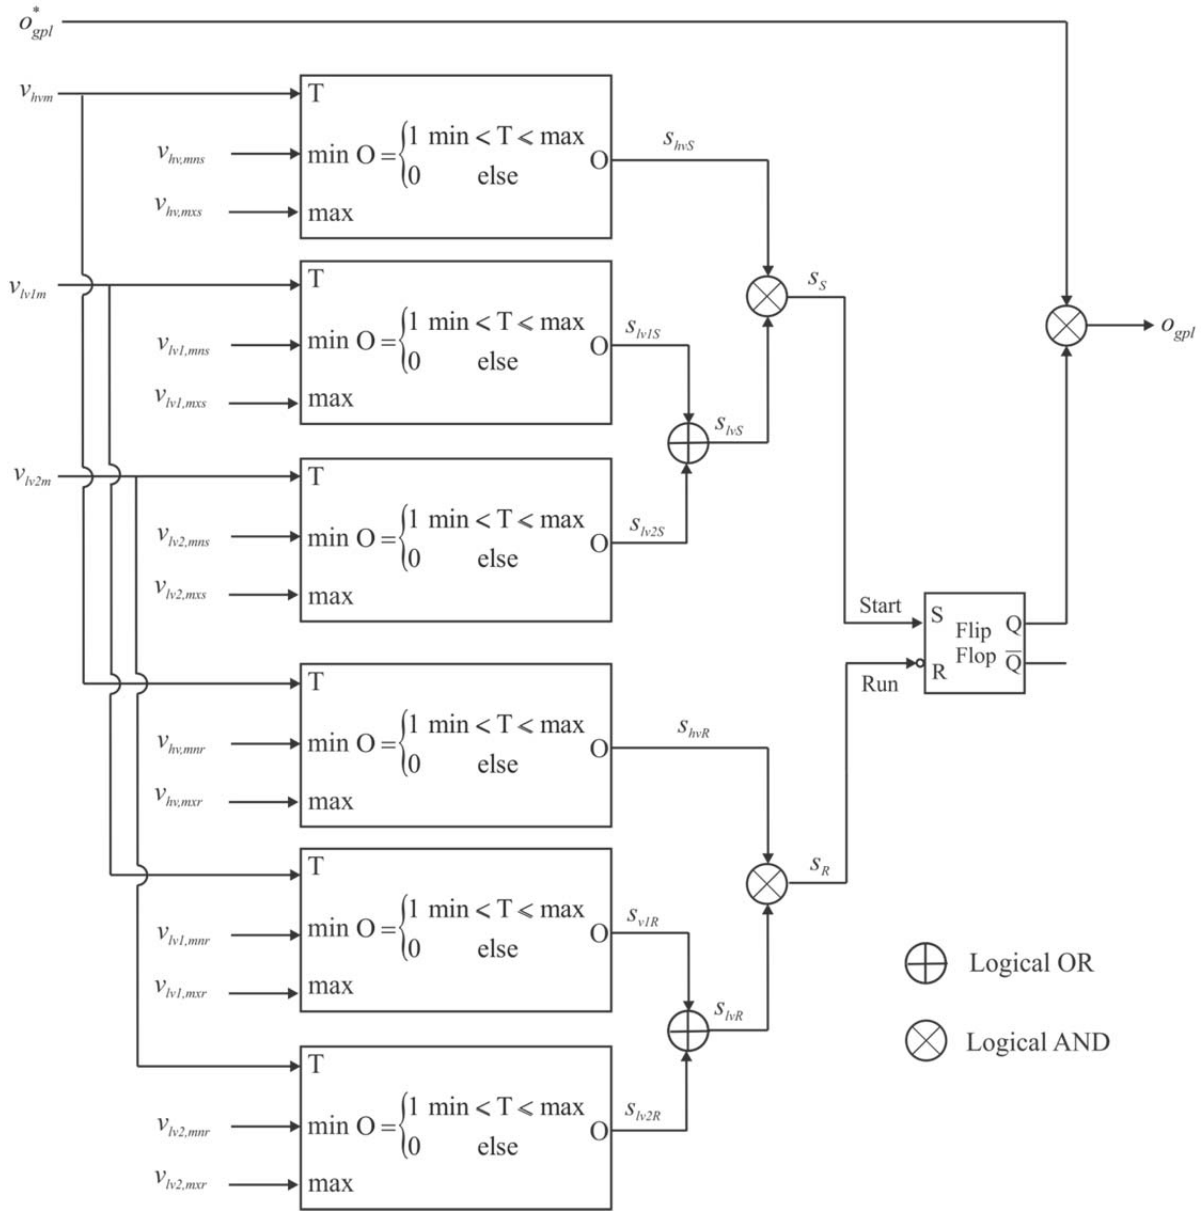 o*gpl
vhvm
T
vhv,mns
min O = {1 min < T < max
0 else
O
shvS
vhv,mxs
max
vlv1m
T
sS
vlv1,mns
min O = {1 min < T < max
0 else
O
slv1S
ogpl
vlv1,mxs
max
slvS
vlv2m
T
vlv2,mns
min O = {1 min < T < max
0 else
O
slv2S
vlv2,mxs
max
Start
S Flip Q
Flop Q̅
R
Run
T
vhv,mnr
min O = {1 min < T < max
0 else
O
shvR
vhv,mxr
max
T
sR
vlv1,mnr
min O = {1 min < T < max
0 else
O
sv1R
vlv1,mxr
max
slvR
Logical OR
Logical AND
T
vlv2,mnr
min O = {1 min < T < max
0 else
O
slv2R
vlv2,mxr
max